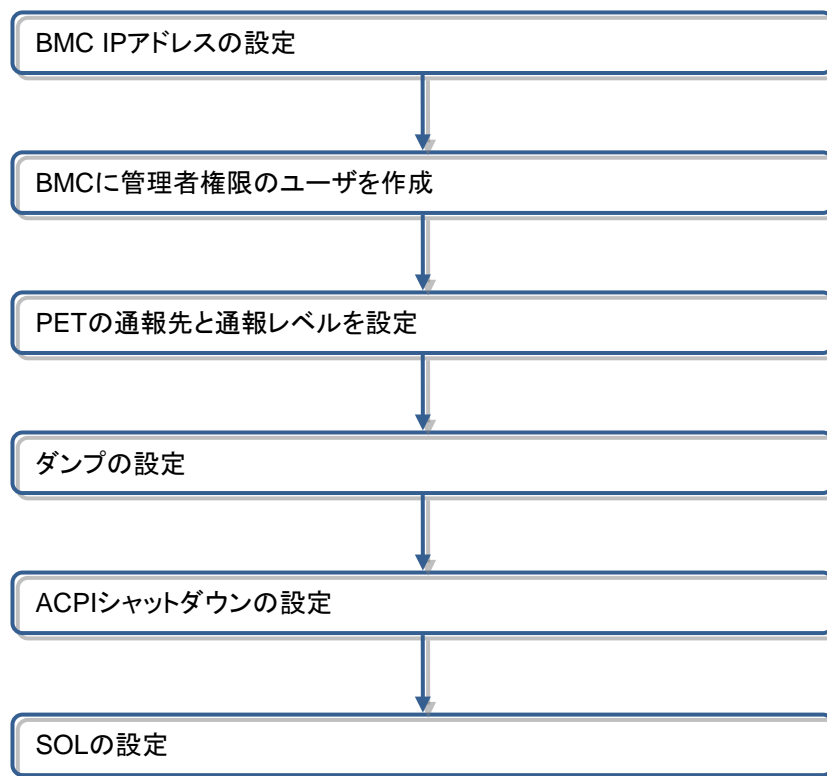 BMC IPアドレスの設定
BMCに管理者権限のユーザを作成
PETの通報先と通報レベルを設定
ダンプの設定
ACPIシャットダウンの設定
SOLの設定